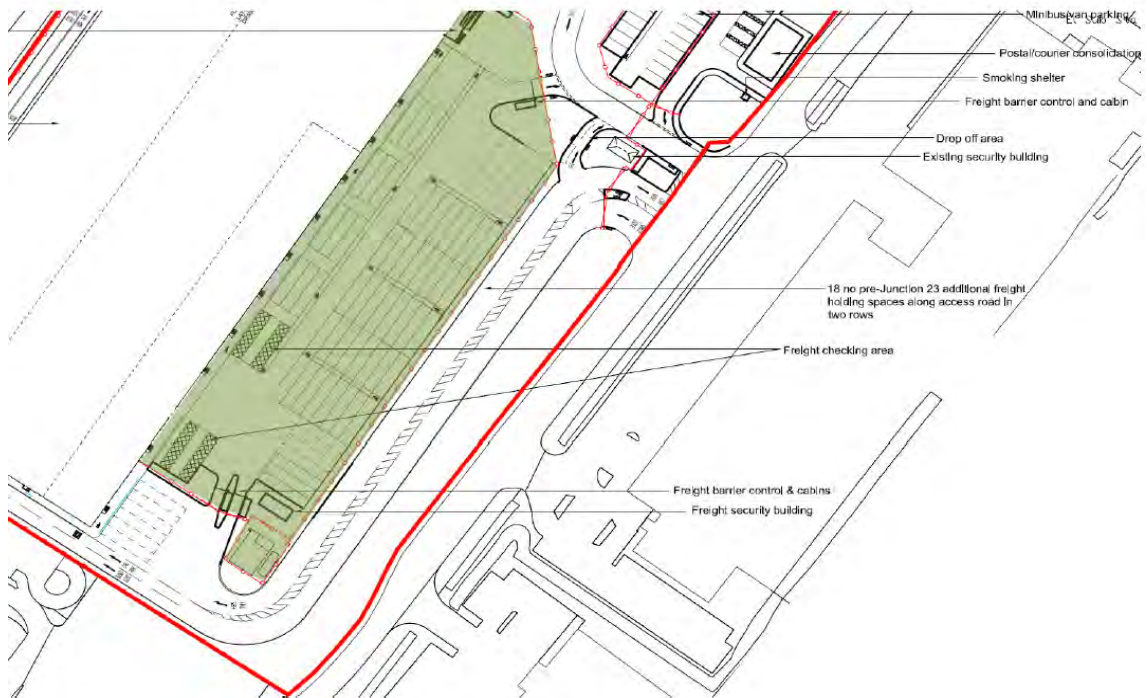 Minibus/van parking
Postal/courier consolidation
Smoking shelter
Freight barrier control and cabin
Drop off area
Existing security building
18 no pre-Junction 23 additional freight
holding spaces along access road in
two rows
Freight checking area
Freight barrier control & cabins
Freight security building